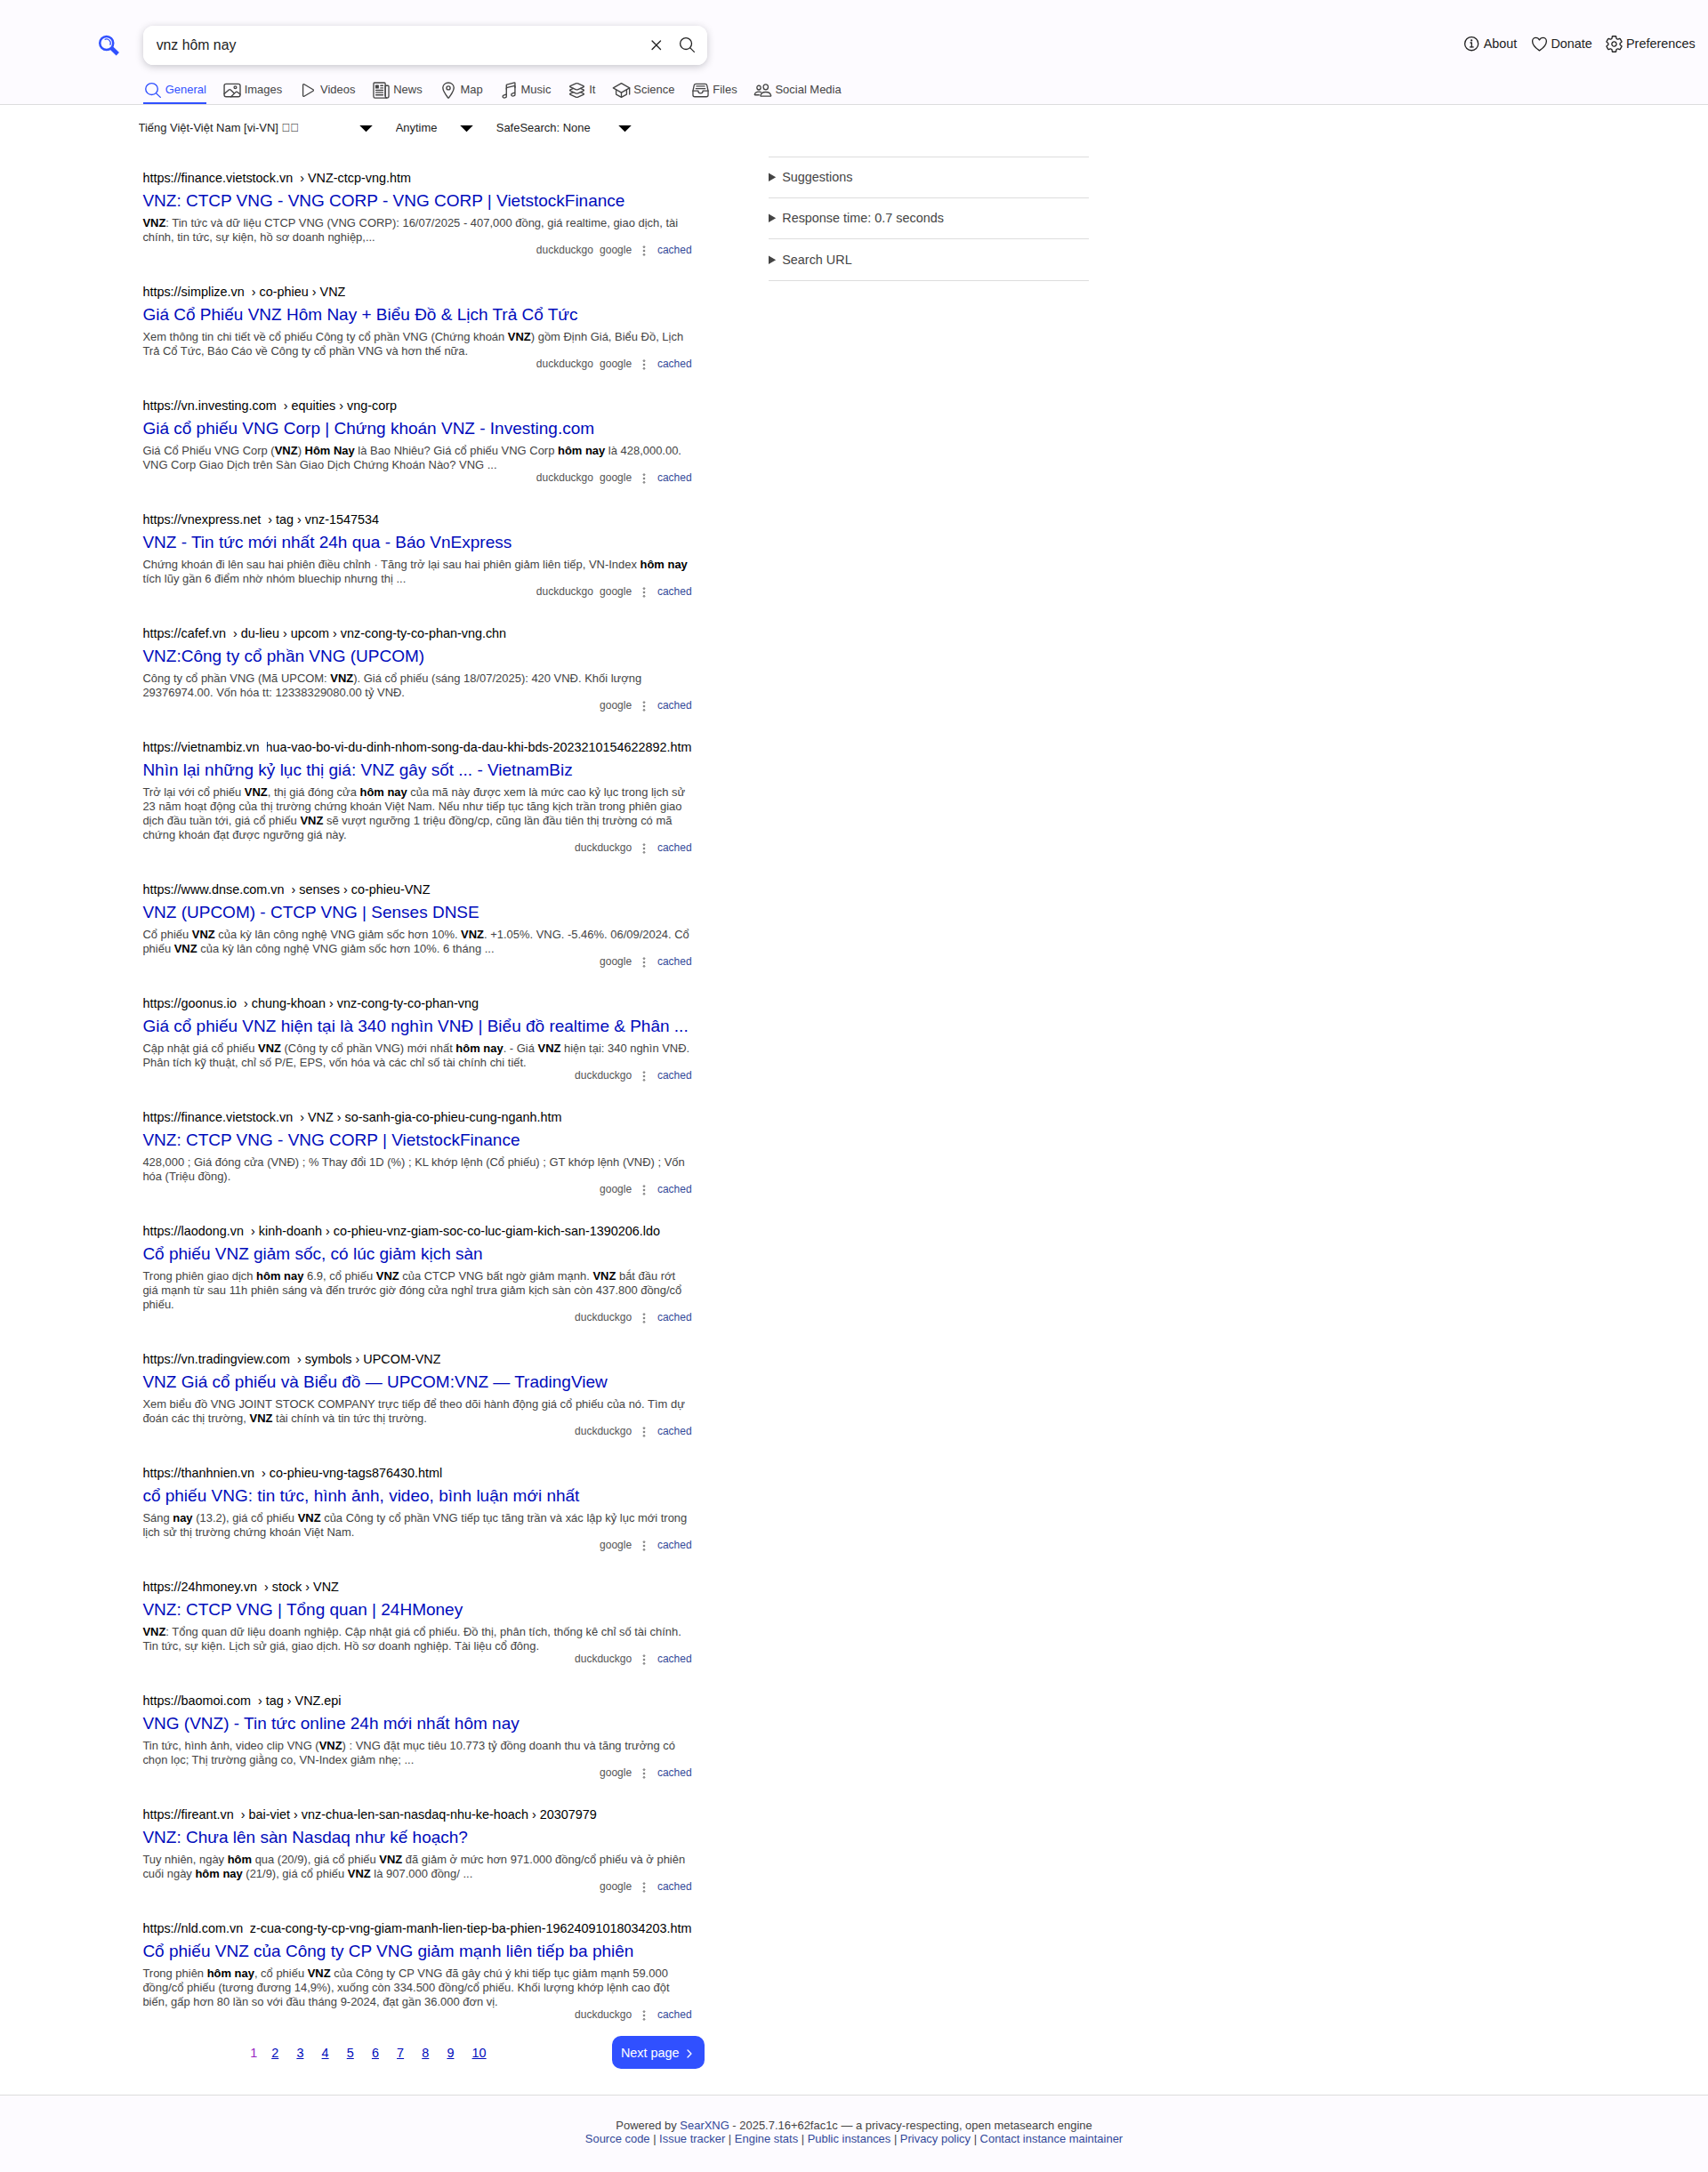 vnz hôm nay
About
Donate
Preferences
General
Images
Videos
News
Map
Music
It
Science
Files
Social Media
Tiếng Việt-Việt Nam [vi-VN]
Anytime
SafeSearch: None
https://finance.vietstock.vn › VNZ-ctcp-vng.htm
VNZ: CTCP VNG - VNG CORP - VNG CORP | VietstockFinance
VNZ: Tin tức và dữ liệu CTCP VNG (VNG CORP): 16/07/2025 - 407,000 đồng, giá realtime, giao dịch, tài
chính, tin tức, sự kiện, hồ sơ doanh nghiệp,...
duckduckgo google cached
https://simplize.vn › co-phieu › VNZ
Giá Cổ Phiếu VNZ Hôm Nay + Biểu Đồ & Lịch Trả Cổ Tức
Xem thông tin chi tiết về cổ phiếu Công ty cổ phần VNG (Chứng khoán VNZ) gồm Định Giá, Biểu Đồ, Lịch
Trả Cổ Tức, Báo Cáo về Công ty cổ phần VNG và hơn thế nữa.
duckduckgo google cached
https://vn.investing.com › equities › vng-corp
Giá cổ phiếu VNG Corp | Chứng khoán VNZ - Investing.com
Giá Cổ Phiếu VNG Corp (VNZ) Hôm Nay là Bao Nhiêu? Giá cổ phiếu VNG Corp hôm nay là 428,000.00.
VNG Corp Giao Dịch trên Sàn Giao Dịch Chứng Khoán Nào? VNG ...
duckduckgo google cached
https://vnexpress.net › tag › vnz-1547534
VNZ - Tin tức mới nhất 24h qua - Báo VnExpress
Chứng khoán đi lên sau hai phiên điều chỉnh · Tăng trở lại sau hai phiên giảm liên tiếp, VN-Index hôm nay
tích lũy gần 6 điểm nhờ nhóm bluechip nhưng thị ...
duckduckgo google cached
https://cafef.vn › du-lieu › upcom › vnz-cong-ty-co-phan-vng.chn
VNZ:Công ty cổ phần VNG (UPCOM)
Công ty cổ phần VNG (Mã UPCOM: VNZ). Giá cổ phiếu (sáng 18/07/2025): 420 VNĐ. Khối lượng
29376974.00. Vốn hóa tt: 12338329080.00 tỷ VNĐ.
google cached
https://vietnambiz.vn hua-vao-bo-vi-du-dinh-nhom-song-da-dau-khi-bds-2023210154622892.htm
Nhìn lại những kỷ lục thị giá: VNZ gây sốt ... - VietnamBiz
Trở lại với cổ phiếu VNZ, thị giá đóng cửa hôm nay của mã này được xem là mức cao kỷ lục trong lịch sử
23 năm hoạt động của thị trường chứng khoán Việt Nam. Nếu như tiếp tục tăng kịch trần trong phiên giao
dịch đầu tuần tới, giá cổ phiếu VNZ sẽ vượt ngưỡng 1 triệu đồng/cp, cũng lần đầu tiên thị trường có mã
chứng khoán đạt được ngưỡng giá này.
duckduckgo cached
https://www.dnse.com.vn › senses › co-phieu-VNZ
VNZ (UPCOM) - CTCP VNG | Senses DNSE
Cổ phiếu VNZ của kỳ lân công nghệ VNG giảm sốc hơn 10%. VNZ. +1.05%. VNG. -5.46%. 06/09/2024. Cổ
phiếu VNZ của kỳ lân công nghệ VNG giảm sốc hơn 10%. 6 tháng ...
google cached
https://goonus.io › chung-khoan › vnz-cong-ty-co-phan-vng
Giá cổ phiếu VNZ hiện tại là 340 nghìn VNĐ | Biểu đồ realtime & Phân ...
Cập nhật giá cổ phiếu VNZ (Công ty cổ phần VNG) mới nhất hôm nay. - Giá VNZ hiện tại: 340 nghìn VNĐ.
Phân tích kỹ thuật, chỉ số P/E, EPS, vốn hóa và các chỉ số tài chính chi tiết.
duckduckgo cached
https://finance.vietstock.vn › VNZ › so-sanh-gia-co-phieu-cung-nganh.htm
VNZ: CTCP VNG - VNG CORP | VietstockFinance
428,000 ; Giá đóng cửa (VNĐ) ; % Thay đổi 1D (%) ; KL khớp lệnh (Cổ phiếu) ; GT khớp lệnh (VNĐ) ; Vốn
hóa (Triệu đồng).
google cached
https://laodong.vn › kinh-doanh › co-phieu-vnz-giam-soc-co-luc-giam-kich-san-1390206.ldo
Cổ phiếu VNZ giảm sốc, có lúc giảm kịch sàn
Trong phiên giao dịch hôm nay 6.9, cổ phiếu VNZ của CTCP VNG bất ngờ giảm mạnh. VNZ bắt đầu rớt
giá mạnh từ sau 11h phiên sáng và đến trước giờ đóng cửa nghỉ trưa giảm kịch sàn còn 437.800 đồng/cổ
phiếu.
duckduckgo cached
https://vn.tradingview.com › symbols › UPCOM-VNZ
VNZ Giá cổ phiếu và Biểu đồ — UPCOM:VNZ — TradingView
Xem biểu đồ VNG JOINT STOCK COMPANY trực tiếp để theo dõi hành động giá cổ phiếu của nó. Tìm dự
đoán các thị trường, VNZ tài chính và tin tức thị trường.
duckduckgo cached
https://thanhnien.vn › co-phieu-vng-tags876430.html
cổ phiếu VNG: tin tức, hình ảnh, video, bình luận mới nhất
Sáng nay (13.2), giá cổ phiếu VNZ của Công ty cổ phần VNG tiếp tục tăng trần và xác lập kỷ lục mới trong
lịch sử thị trường chứng khoán Việt Nam.
google cached
https://24hmoney.vn › stock › VNZ
VNZ: CTCP VNG | Tổng quan | 24HMoney
VNZ: Tổng quan dữ liệu doanh nghiệp. Cập nhật giá cổ phiếu. Đồ thị, phân tích, thống kê chỉ số tài chính.
Tin tức, sự kiện. Lịch sử giá, giao dịch. Hồ sơ doanh nghiệp. Tài liệu cổ đông.
duckduckgo cached
https://baomoi.com › tag › VNZ.epi
VNG (VNZ) - Tin tức online 24h mới nhất hôm nay
Tin tức, hình ảnh, video clip VNG (VNZ) : VNG đặt mục tiêu 10.773 tỷ đồng doanh thu và tăng trưởng có
chọn lọc; Thị trường giằng co, VN-Index giảm nhẹ; ...
google cached
https://fireant.vn › bai-viet › vnz-chua-len-san-nasdaq-nhu-ke-hoach › 20307979
VNZ: Chưa lên sàn Nasdaq như kế hoạch?
Tuy nhiên, ngày hôm qua (20/9), giá cổ phiếu VNZ đã giảm ở mức hơn 971.000 đồng/cổ phiếu và ở phiên
cuối ngày hôm nay (21/9), giá cổ phiếu VNZ là 907.000 đồng/ ...
google cached
https://nld.com.vn z-cua-cong-ty-cp-vng-giam-manh-lien-tiep-ba-phien-19624091018034203.htm
Cổ phiếu VNZ của Công ty CP VNG giảm mạnh liên tiếp ba phiên
Trong phiên hôm nay, cổ phiếu VNZ của Công ty CP VNG đã gây chú ý khi tiếp tục giảm mạnh 59.000
đồng/cổ phiếu (tương đương 14,9%), xuống còn 334.500 đồng/cổ phiếu. Khối lượng khớp lệnh cao đột
biến, gấp hơn 80 lần so với đầu tháng 9-2024, đạt gần 36.000 đơn vị.
duckduckgo cached
1 2 3 4 5 6 7 8 9 10
Next page
Suggestions
Response time: 0.7 seconds
Search URL
Powered by SearXNG - 2025.7.16+62fac1c — a privacy-respecting, open metasearch engine
Source code | Issue tracker | Engine stats | Public instances | Privacy policy | Contact instance maintainer